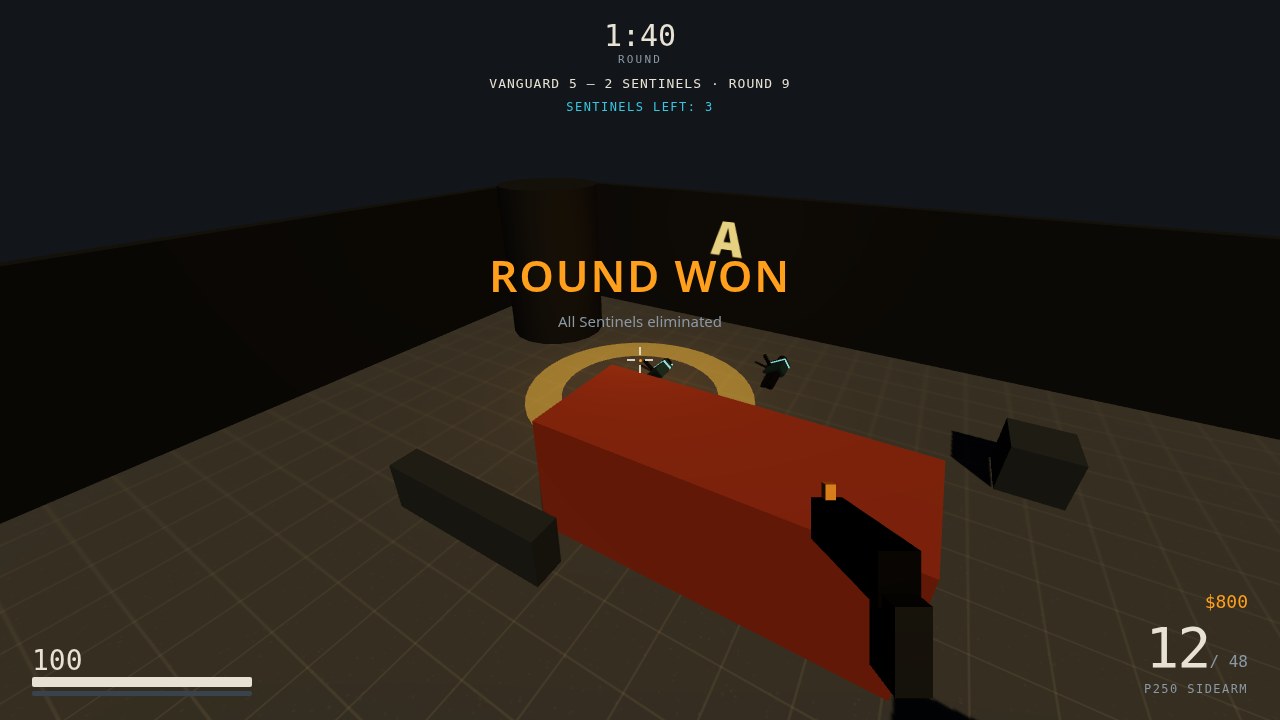 1:40
ROUND
VANGUARD 5 — 2 SENTINELS · ROUND 9
SENTINELS LEFT: 3
A
ROUND WON
All Sentinels eliminated
$800
12 / 48
P250 SIDEARM
100